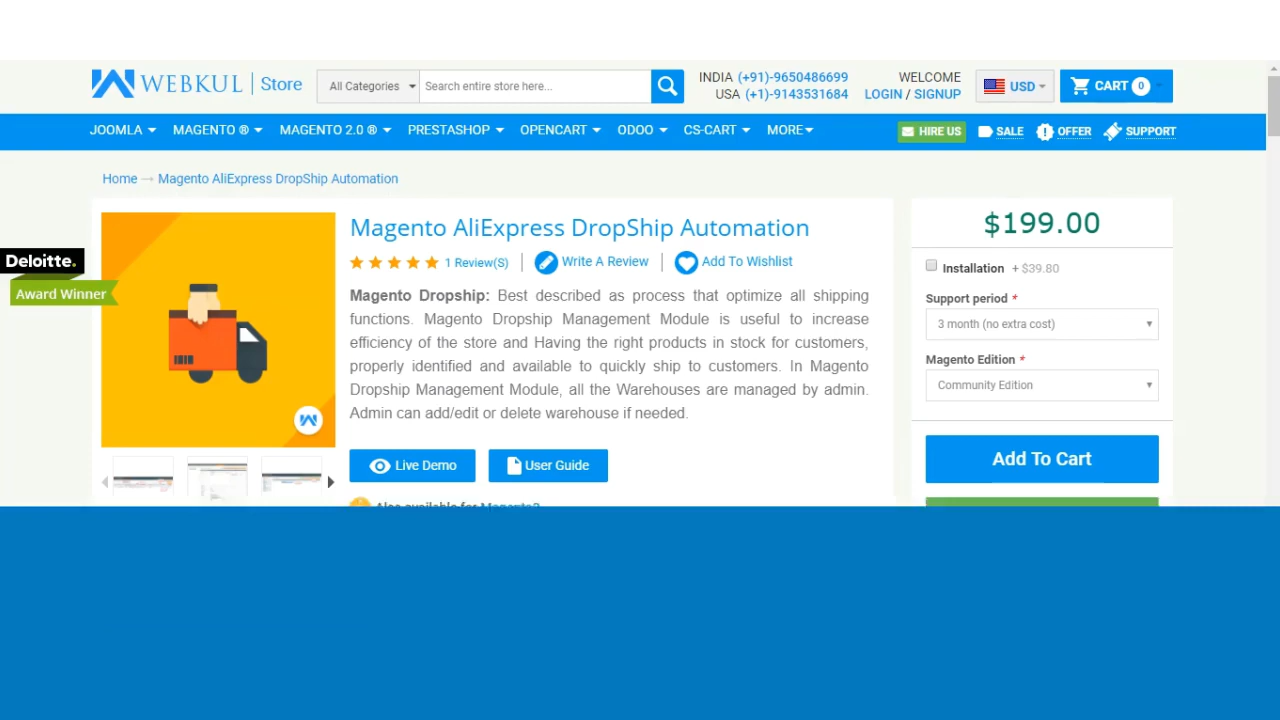 WEBKUL | Store
All Categories
Search entire store here...
INDIA (+91)-9650486699
USA (+1)-9143531684
WELCOME
LOGIN / SIGNUP
USD
CART 0
JOOMLA MAGENTO ® MAGENTO 2.0 ® PRESTASHOP OPENCART ODOO CS-CART MORE
HIRE US SALE OFFER SUPPORT
Home → Magento AliExpress DropShip Automation
Deloitte.
Award Winner
Magento AliExpress DropShip Automation
1 Review(S) | Write A Review | Add To Wishlist
Magento Dropship: Best described as process that optimize all shipping
functions. Magento Dropship Management Module is useful to increase
efficiency of the store and Having the right products in stock for customers,
properly identified and available to quickly ship to customers. In Magento
Dropship Management Module, all the Warehouses are managed by admin.
Admin can add/edit or delete warehouse if needed.
Live Demo
User Guide
Also available for Magento2
$199.00
Installation + $39.80
Support period *
3 month (no extra cost)
Magento Edition *
Community Edition
Add To Cart